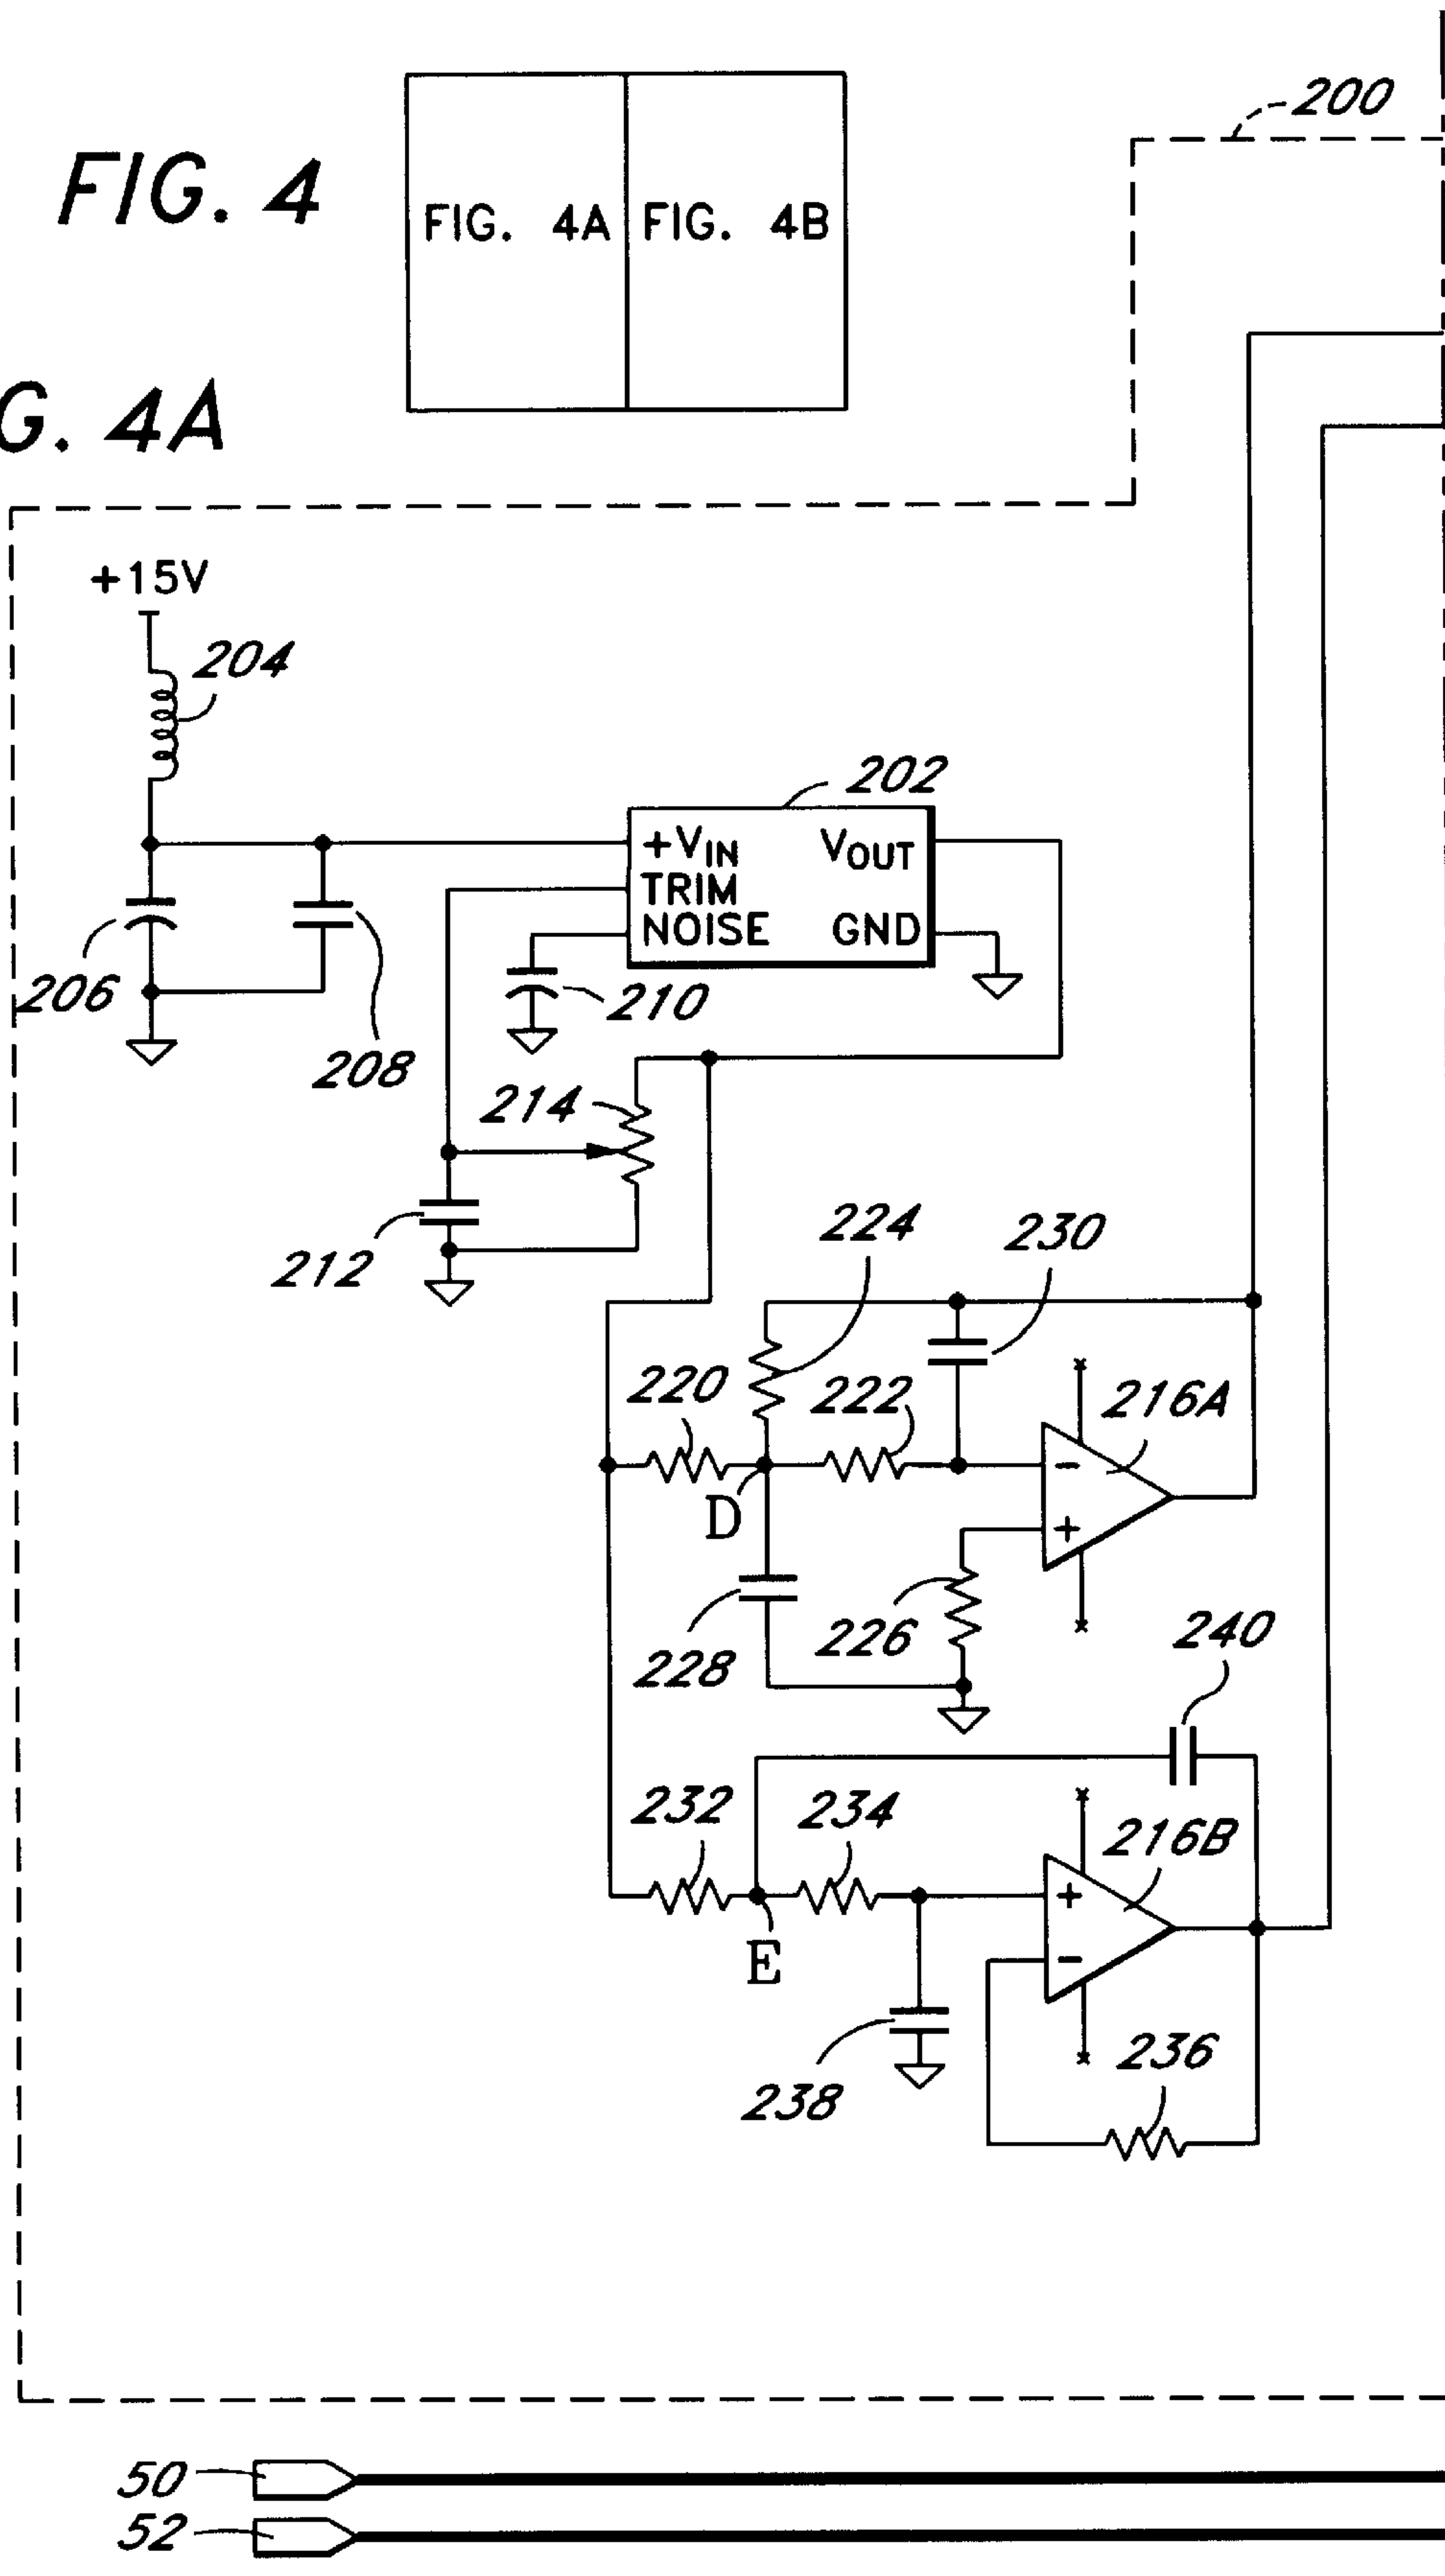 200
FIG. 4
FIG. 4A
FIG. 4B
G. 4A
+15V
204
202
+VIN
VOUT
TRIM
NOISE
GND
206
210
208
214
212
224
230
220
222
216A
D
226
228
240
232
234
216B
E
238
236
50
52